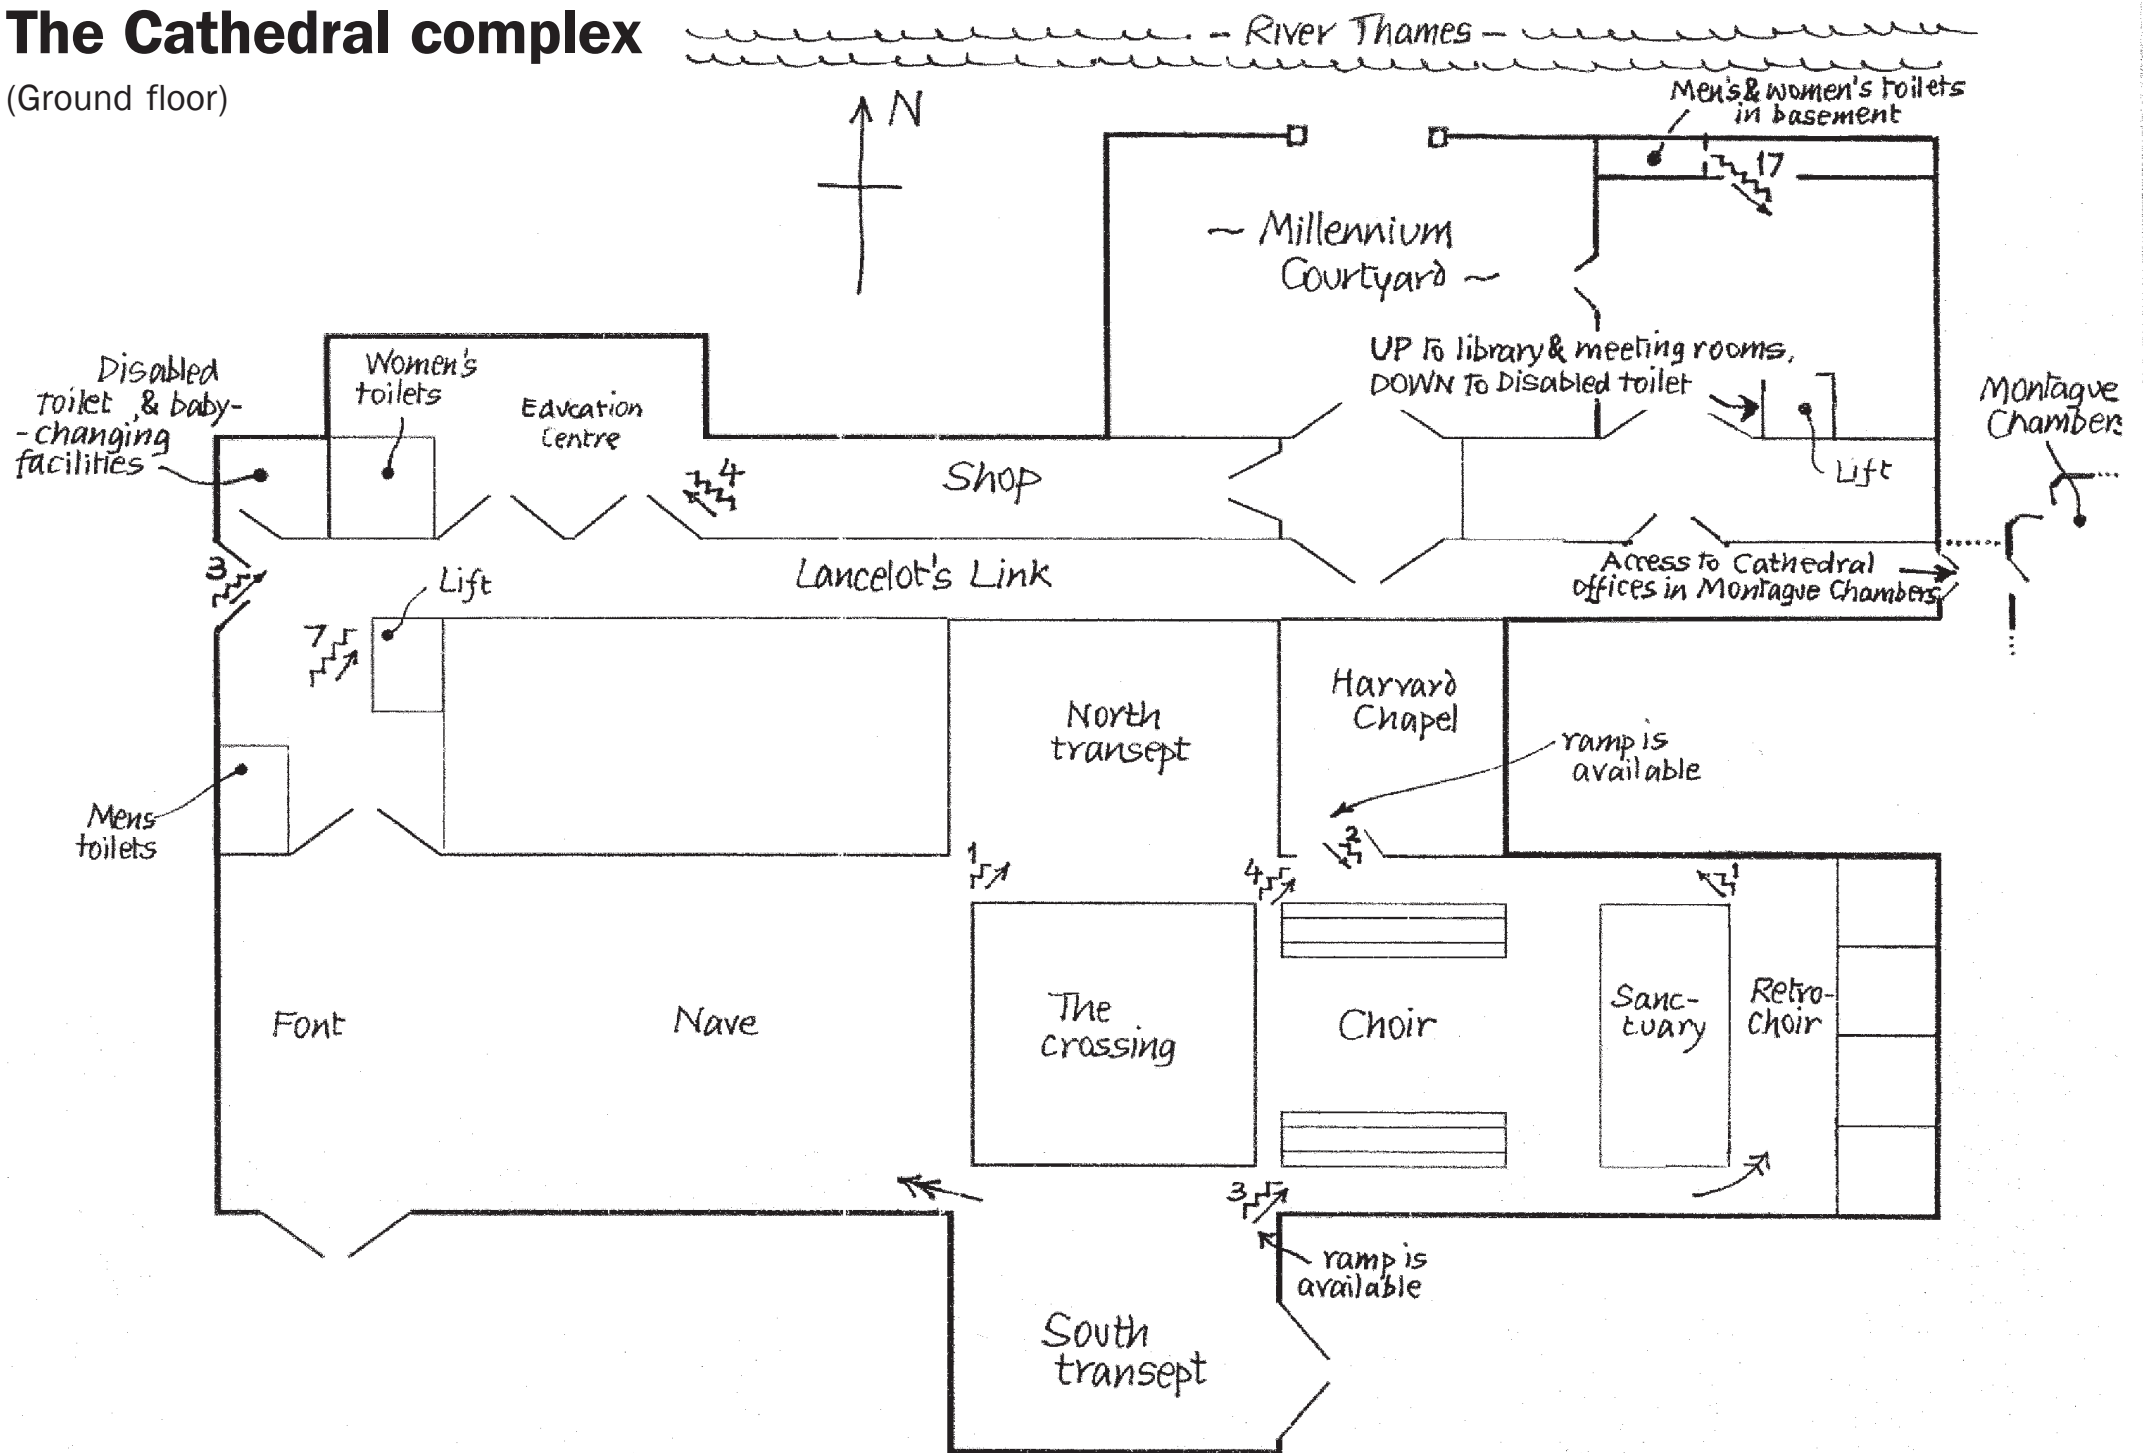 The Cathedral complex
(Ground floor)
- River Thames -
N
Men's & women's toilets
in basement
17
~ Millennium
Courtyard ~
UP to library & meeting rooms,
DOWN To Disabled toilet
Lift
Montague
Chambers
Disabled
toilet & baby-
-changing
facilities
Women's
toilets
Education
Centre
4
Shop
3
Lift
Lancelot's Link
Access to Cathedral
offices in Montague Chambers
7
Mens
toilets
North
transept
Harvard
Chapel
ramp is
available
1
4
2
1
Font
Nave
The
crossing
Choir
Sanc-
tuary
Retro-
choir
3
ramp is
available
South
transept